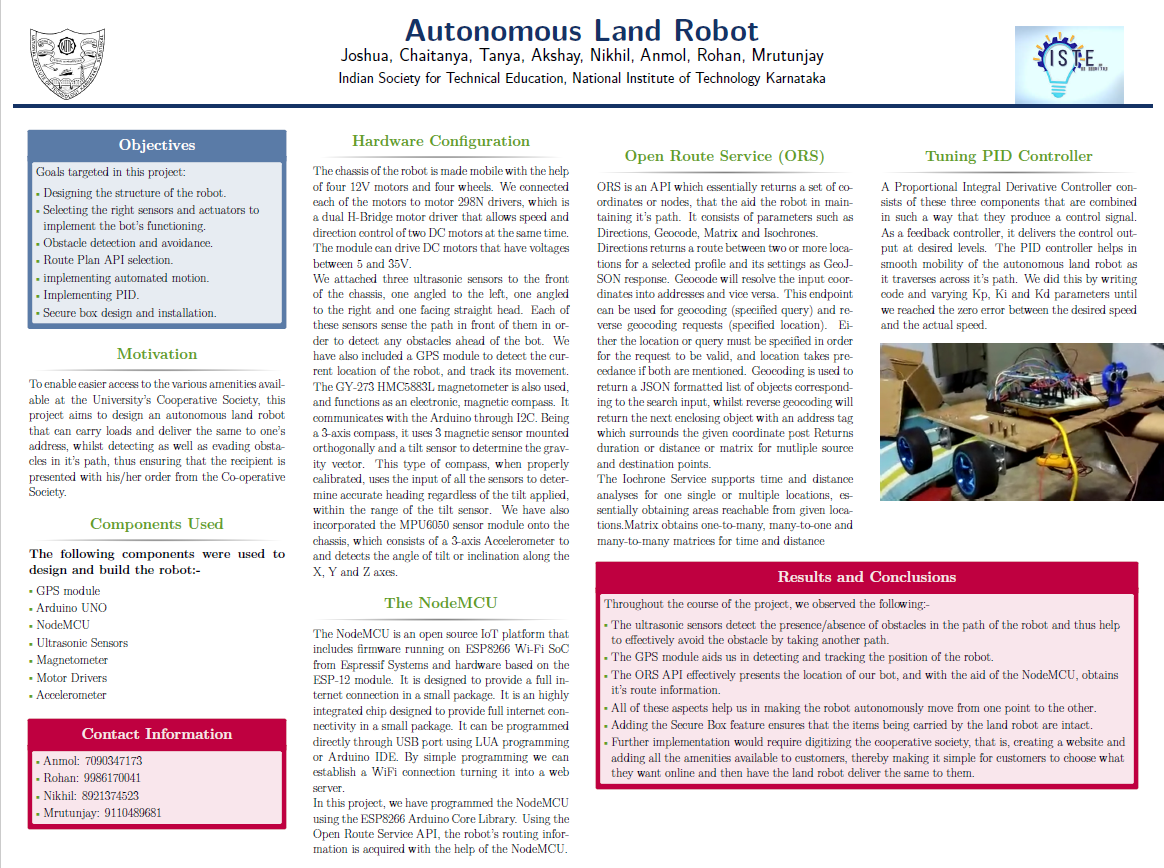 Autonomous Land Robot
Joshua, Chaitanya, Tanya, Akshay, Nikhil, Anmol, Rohan, Mrutunjay
Indian Society for Technical Education, National Institute of Technology Karnataka
ISTE
Objectives
Goals targeted in this project:
Designing the structure of the robot.
Selecting the right sensors and actuators to
implement the bot's functioning.
Obstacle detection and avoidance.
Route Plan API selection.
implementing automated motion.
Implementing PID.
Secure box design and installation.
Motivation
To enable easier access to the various amenities avail-
able at the University's Cooperative Society, this
project aims to design an autonomous land robot
that can carry loads and deliver the same to one's
address, whilst detecting as well as evading obsta-
cles in it's path, thus ensuring that the recipient is
presented with his/her order from the Co-operative
Society.
Components Used
The following components were used to
design and build the robot:-
GPS module
Arduino UNO
NodeMCU
Ultrasonic Sensors
Magnetometer
Motor Drivers
Accelerometer
Contact Information
Anmol: 7090347173
Rohan: 9986170041
Nikhil: 8921374523
Mrutunjay: 9110489681
Hardware Configuration
The chassis of the robot is made mobile with the help
of four 12V motors and four wheels. We connected
each of the motors to motor 298N drivers, which is
a dual H-Bridge motor driver that allows speed and
direction control of two DC motors at the same time.
The module can drive DC motors that have voltages
between 5 and 35V.
We attached three ultrasonic sensors to the front
of the chassis, one angled to the left, one angled
to the right and one facing straight head. Each of
these sensors sense the path in front of them in or-
der to detect any obstacles ahead of the bot. We
have also included a GPS module to detect the cur-
rent location of the robot, and track its movement.
The GY-273 HMC5883L magnetometer is also used,
and functions as an electronic, magnetic compass. It
communicates with the Arduino through I2C. Being
a 3-axis compass, it uses 3 magnetic sensor mounted
orthogonally and a tilt sensor to determine the grav-
ity vector. This type of compass, when properly
calibrated, uses the input of all the sensors to deter-
mine accurate heading regardless of the tilt applied,
within the range of the tilt sensor. We have also
incorporated the MPU6050 sensor module onto the
chassis, which consists of a 3-axis Accelerometer to
and detects the angle of tilt or inclination along the
X, Y and Z axes.
The NodeMCU
The NodeMCU is an open source IoT platform that
includes firmware running on ESP8266 Wi-Fi SoC
from Espressif Systems and hardware based on the
ESP-12 module. It is designed to provide a full in-
ternet connection in a small package. It is an highly
integrated chip designed to provide full internet con-
nectivity in a small package. It can be programmed
directly through USB port using LUA programming
or Arduino IDE. By simple programming we can
establish a WiFi connection turning it into a web
server.
In this project, we have programmed the NodeMCU
using the ESP8266 Arduino Core Library. Using the
Open Route Service API, the robot's routing infor-
mation is acquired with the help of the NodeMCU.
Open Route Service (ORS)
ORS is an API which essentially returns a set of co-
ordinates or nodes, that the aid the robot in main-
taining it's path. It consists of parameters such as
Directions, Geocode, Matrix and Isochrones.
Directions returns a route between two or more loca-
tions for a selected profile and its settings as GeoJ-
SON response. Geocode will resolve the input coor-
dinates into addresses and vice versa. This endpoint
can be used for geocoding (specified query) and re-
verse geocoding requests (specified location). Ei-
ther the location or query must be specified in order
for the request to be valid, and location takes pre-
cedance if both are mentioned. Geocoding is used to
return a JSON formatted list of objects correspond-
ing to the search input, whilst reverse geocoding will
return the next enclosing object with an address tag
which surrounds the given coordinate post Returns
duration or distance or matrix for mutliple source
and destination points.
The Iochrone Service supports time and distance
analyses for one single or multiple locations, es-
sentially obtaining areas reachable from given loca-
tions.Matrix obtains one-to-many, many-to-one and
many-to-many matrices for time and distance
Tuning PID Controller
A Proportional Integral Derivative Controller con-
sists of these three components that are combined
in such a way that they produce a control signal.
As a feedback controller, it delivers the control out-
put at desired levels. The PID controller helps in
smooth mobility of the autonomous land robot as
it traverses across it's path. We did this by writing
code and varying Kp, Ki and Kd parameters until
we reached the zero error between the desired speed
and the actual speed.
Results and Conclusions
Throughout the course of the project, we observed the following:-
The ultrasonic sensors detect the presence/absence of obstacles in the path of the robot and thus help
to effectively avoid the obstacle by taking another path.
The GPS module aids us in detecting and tracking the position of the robot.
The ORS API effectively presents the location of our bot, and with the aid of the NodeMCU, obtains
it's route information.
All of these aspects help us in making the robot autonomously move from one point to the other.
Adding the Secure Box feature ensures that the items being carried by the land robot are intact.
Further implementation would require digitizing the cooperative society, that is, creating a website and
adding all the amenities available to customers, thereby making it simple for customers to choose what
they want online and then have the land robot deliver the same to them.